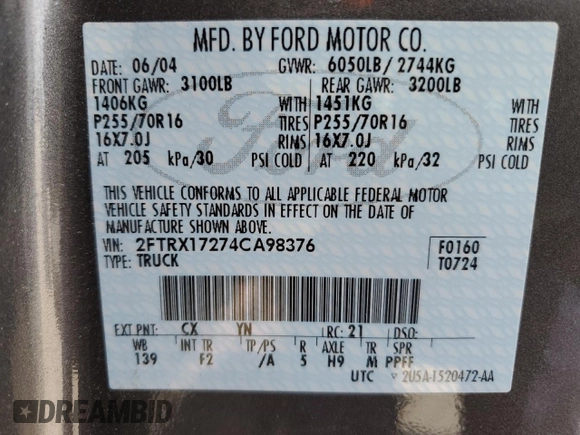 MFD. BY FORD MOTOR CO.
DATE: 06/04 GVWR: 6050LB/2744KG
FRONT GAWR: 3100LB REAR GAWR: 3200LB
1406KG WITH 1451KG WITH
P255/70R16 TIRES P255/70R16 TIRES
16X7.0J RIMS 16X7.0J RIMS
AT 205 kPa/30 PSI COLD AT 220 kPa/32 PSI COLD
THIS VEHICLE CONFORMS TO ALL APPLICABLE FEDERAL MOTOR
VEHICLE SAFETY STANDARDS IN EFFECT ON THE DATE OF
MANUFACTURE SHOWN ABOVE.
VIN: 2FTRX17274CA98376 F0160
TYPE: TRUCK T0724
EXT PNT: CX YN RC: 21 DSO:
WB INT TR TP/PS R AXLE TR SPR
139 F2 /A 5 H9 M PPFF
UTC 2U5A-1520472-AA
Ford
DREAMBID